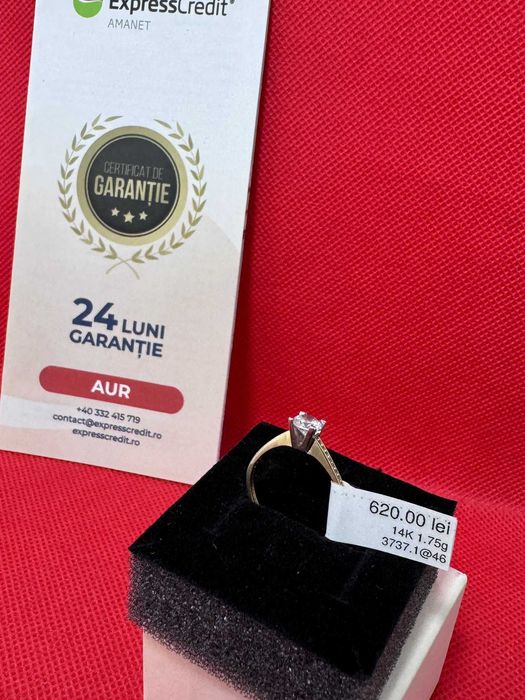 ExpressCredit®
AMANET
CERTIFICAT DE
GARANȚIE
24 LUNI
GARANȚIE
AUR
+40 332 415 719
contact@expresscredit.ro
expresscredit.ro
620.00 lei
14K 1.75g
3737.1@46